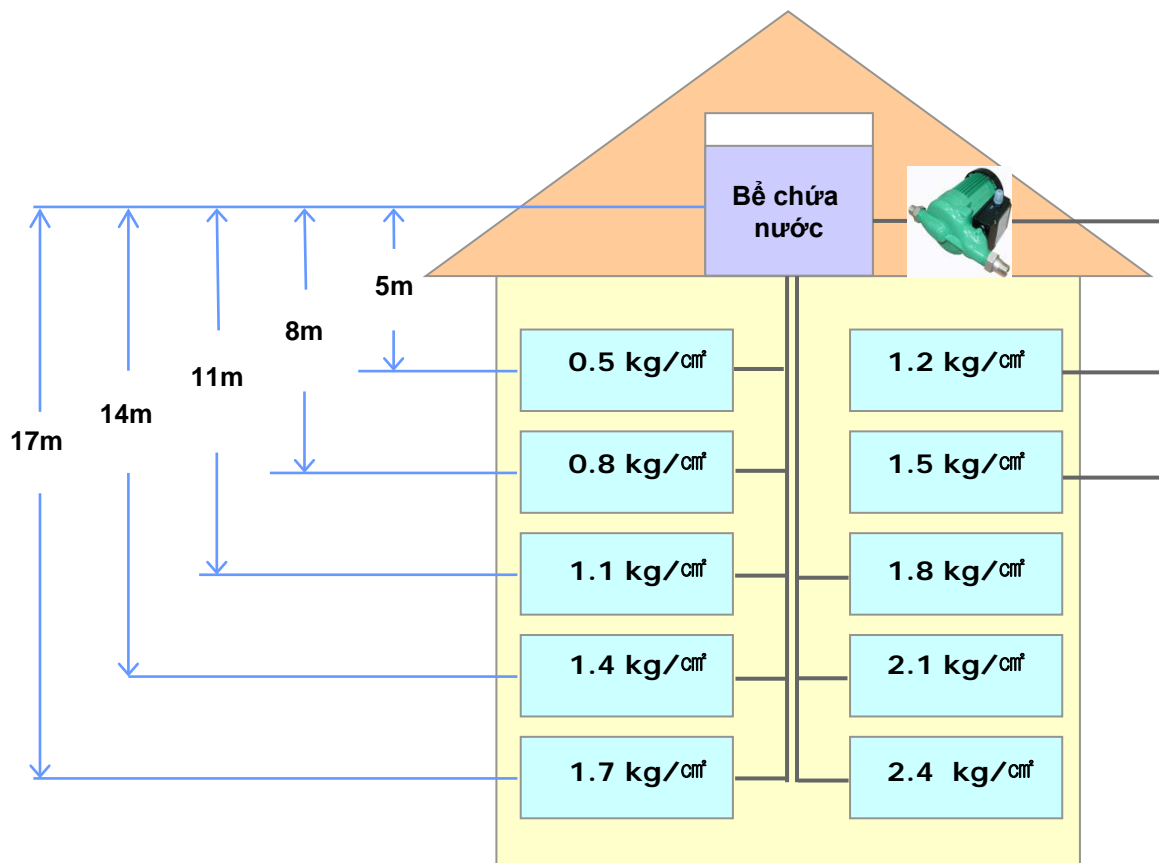 Bể chứa
nước
5m
8m
11m
14m
17m
0.5 kg/㎠
1.2 kg/㎠
0.8 kg/㎠
1.5 kg/㎠
1.1 kg/㎠
1.8 kg/㎠
1.4 kg/㎠
2.1 kg/㎠
1.7 kg/㎠
2.4 kg/㎠